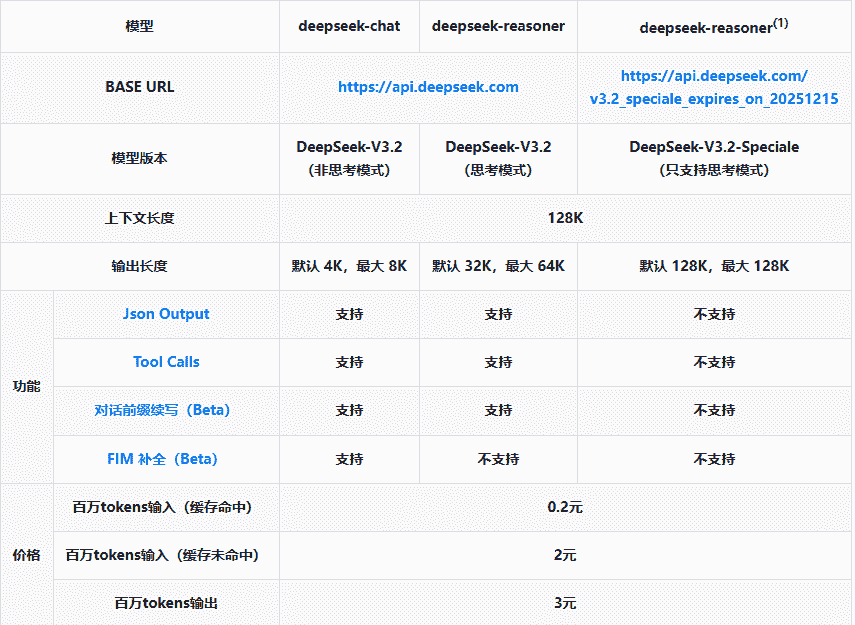 模型 deepseek-chat deepseek-reasoner deepseek-reasoner(1)
BASE URL https://api.deepseek.com https://api.deepseek.com/
v3.2_speciale_expires_on_20251215
模型版本 DeepSeek-V3.2 DeepSeek-V3.2 DeepSeek-V3.2-Speciale
(非思考模式) (思考模式) (只支持思考模式)
上下文长度 128K
输出长度 默认 4K，最大 8K 默认 32K，最大 64K 默认 128K，最大 128K
功能
Json Output 支持 支持 不支持
Tool Calls 支持 支持 不支持
对话前缀续写（Beta） 支持 支持 不支持
FIM 补全（Beta） 支持 不支持 不支持
价格
百万tokens输入（缓存命中） 0.2元
百万tokens输入（缓存未命中） 2元
百万tokens输出 3元